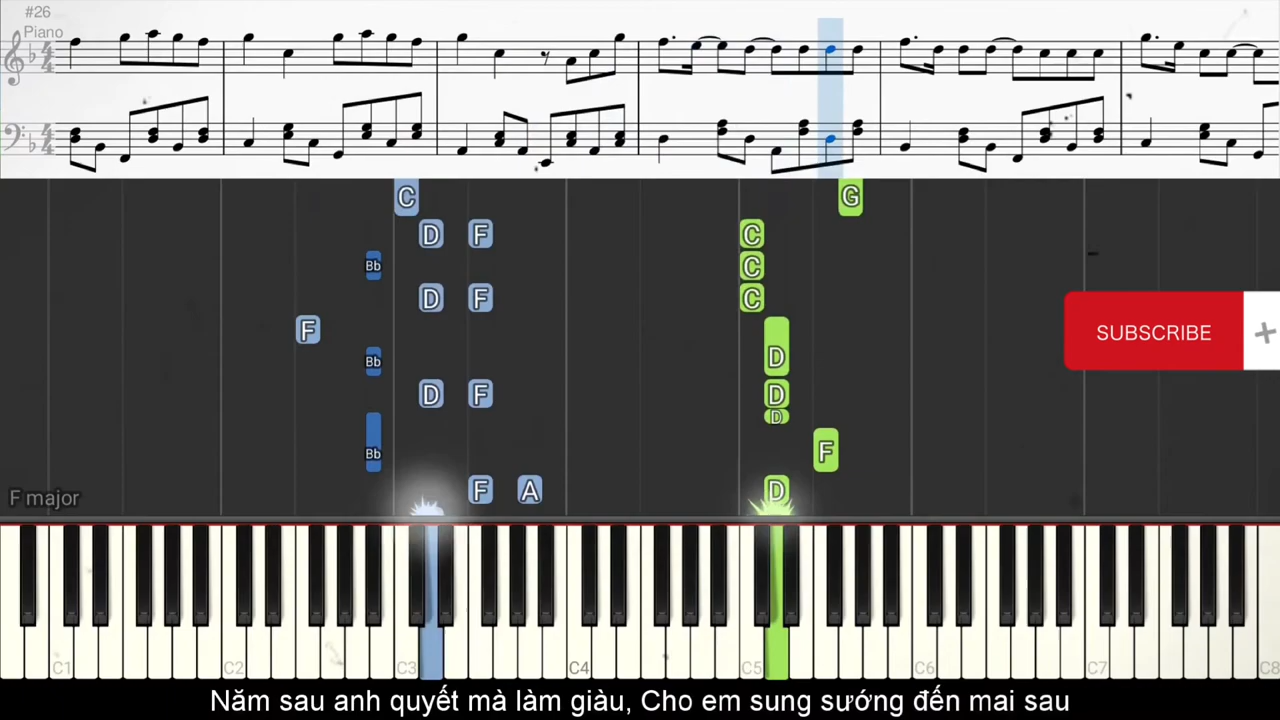 #26
Piano
C G
D F C
Bb C
D F C
F
Bb D
D F D
D
Bb F
F A D
F major
SUBSCRIBE +
C1 C2 C3 C4 C5 C6 C7 C8
Năm sau anh quyết mà làm giàu, Cho em sung sướng đến mai sau